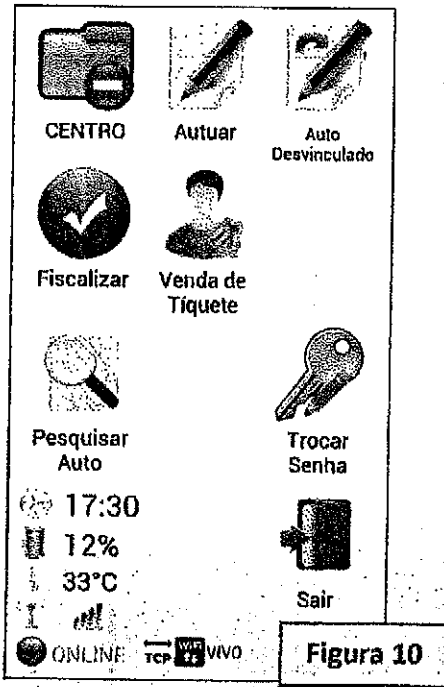 CENTRO
Autuar
Auto
Desvinculado
Fiscalizar
Venda de
Tíquete
Pesquisar
Auto
Trocar
Senha
17:30
12%
33°C
Sair
ONLINE
TCP
VIVO
Figura 10